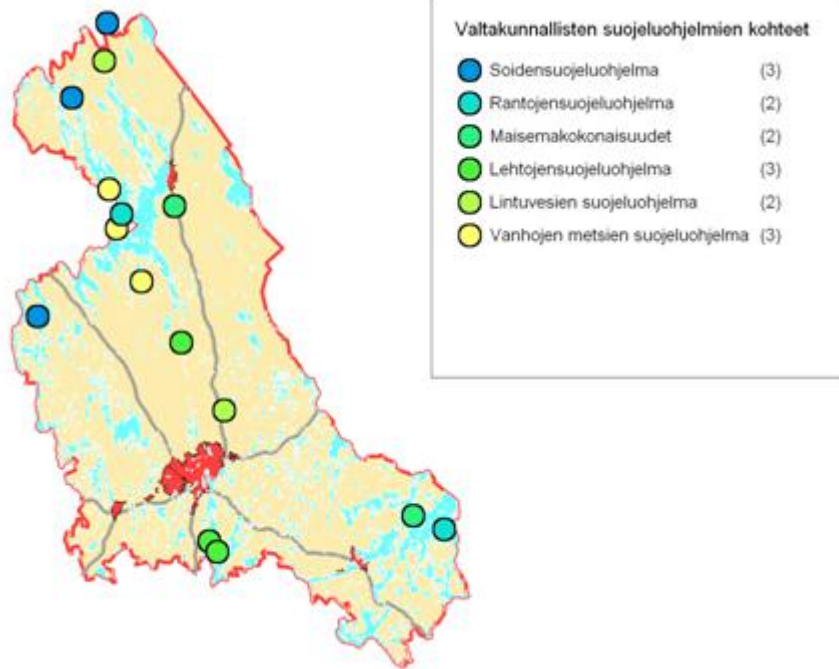 Valtakunnallisten suojeluohjelmien kohteet
Soidensuojeluohjelma (3)
Rantojensuojeluohjelma (2)
Maisemakokonaisuudet (2)
Lehtojensuojeluohjelma (3)
Lintuvesien suojeluohjelma (2)
Vanhojen metsien suojeluohjelma (3)